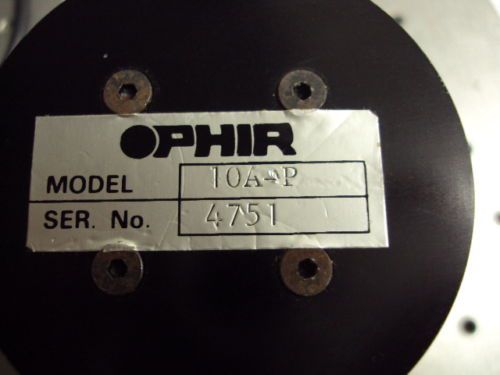 OPHIR
MODEL 10A-P
SER. No. 4751